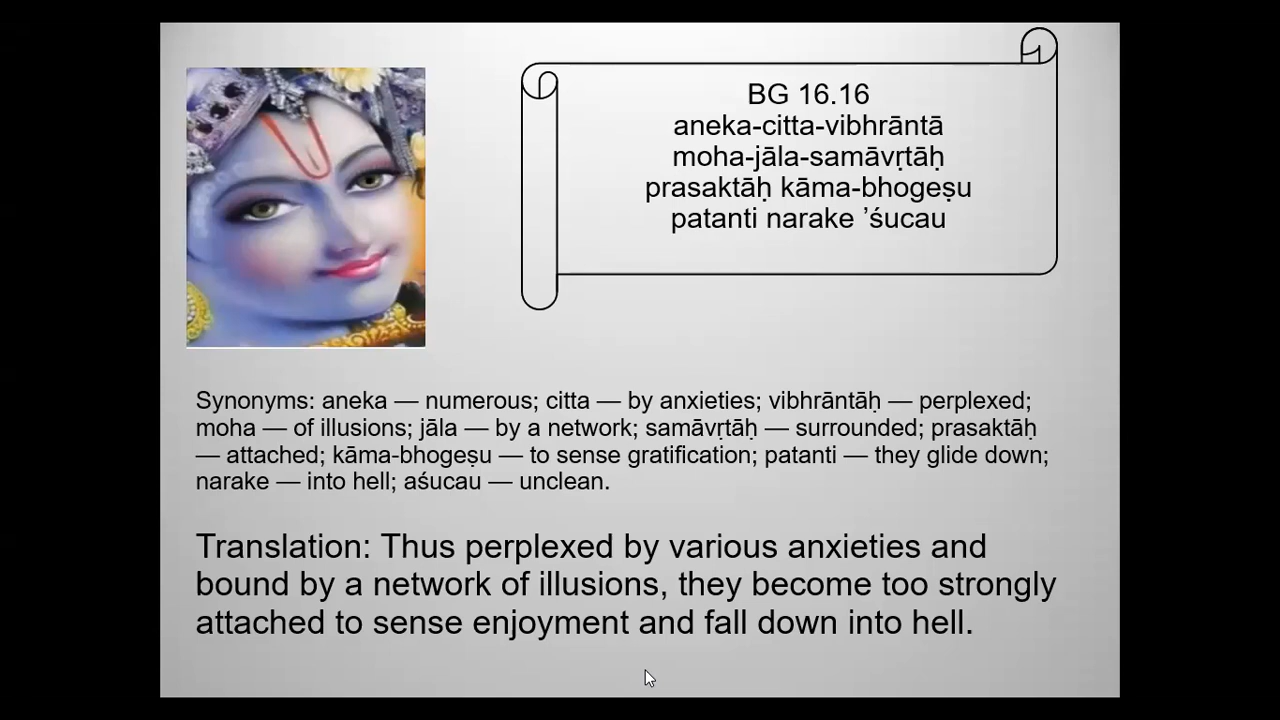 BG 16.16
aneka-citta-vibhrāntā
moha-jāla-samāvṛtāḥ
prasaktāḥ kāma-bhogeṣu
patanti narake ’śucau
Synonyms: aneka — numerous; citta — by anxieties; vibhrāntāḥ — perplexed;
moha — of illusions; jāla — by a network; samāvṛtāḥ — surrounded; prasaktāḥ
— attached; kāma-bhogeṣu — to sense gratification; patanti — they glide down;
narake — into hell; aśucau — unclean.
Translation: Thus perplexed by various anxieties and
bound by a network of illusions, they become too strongly
attached to sense enjoyment and fall down into hell.